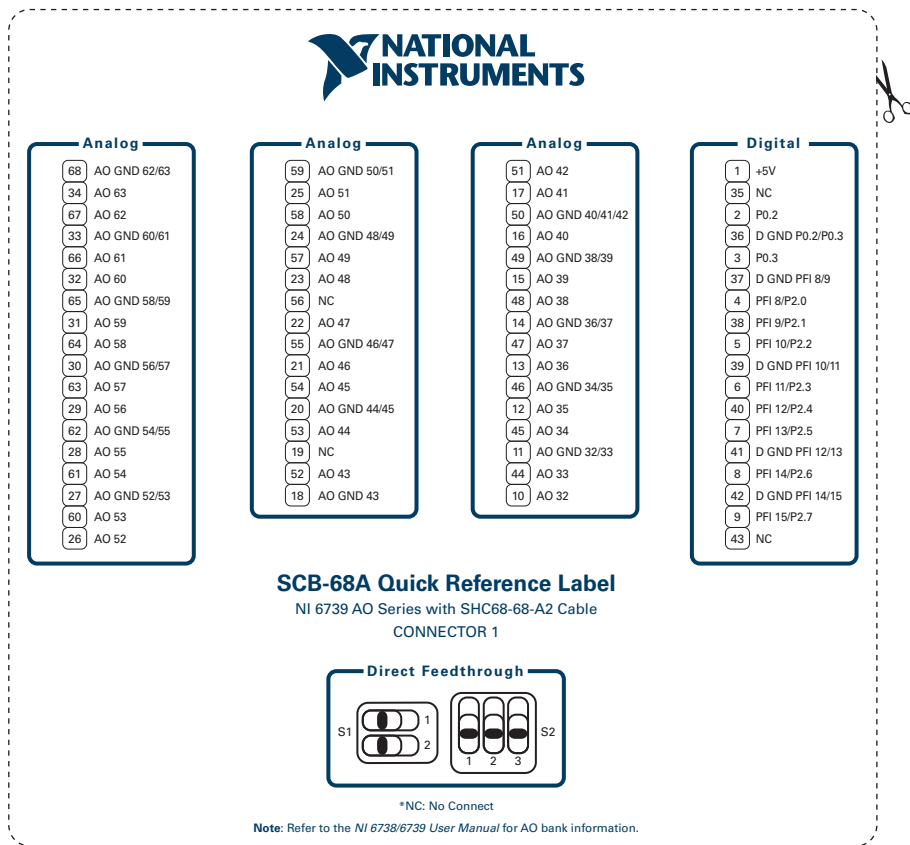 NATIONAL
INSTRUMENTS
Analog
68 AO GND 62/63
34 AO 63
67 AO 62
33 AO GND 60/61
66 AO 61
32 AO 60
65 AO GND 58/59
31 AO 59
64 AO 58
30 AO GND 56/57
63 AO 57
29 AO 56
62 AO GND 54/55
28 AO 55
61 AO 54
27 AO GND 52/53
60 AO 53
26 AO 52
Analog
59 AO GND 50/51
25 AO 51
58 AO 50
24 AO GND 48/49
57 AO 49
23 AO 48
56 NC
22 AO 47
55 AO GND 46/47
21 AO 46
54 AO 45
20 AO GND 44/45
53 AO 44
19 NC
52 AO 43
18 AO GND 43
Analog
51 AO 42
17 AO 41
50 AO GND 40/41/42
16 AO 40
49 AO GND 38/39
15 AO 39
48 AO 38
14 AO GND 36/37
47 AO 37
13 AO 36
46 AO GND 34/35
12 AO 35
45 AO 34
11 AO GND 32/33
44 AO 33
10 AO 32
Digital
1 +5V
35 NC
2 P0.2
36 D GND P0.2/P0.3
3 P0.3
37 D GND PFI 8/9
4 PFI 8/P2.0
38 PFI 9/P2.1
5 PFI 10/P2.2
39 D GND PFI 10/11
6 PFI 11/P2.3
40 PFI 12/P2.4
7 PFI 13/P2.5
41 D GND PFI 12/13
8 PFI 14/P2.6
42 D GND PFI 14/15
9 PFI 15/P2.7
43 NC
SCB-68A Quick Reference Label
NI 6739 AO Series with SHC68-68-A2 Cable
CONNECTOR 1
Direct Feedthrough
S1
1
2
1 2 3
S2
*NC: No Connect
Note: Refer to the NI 6738/6739 User Manual for AO bank information.